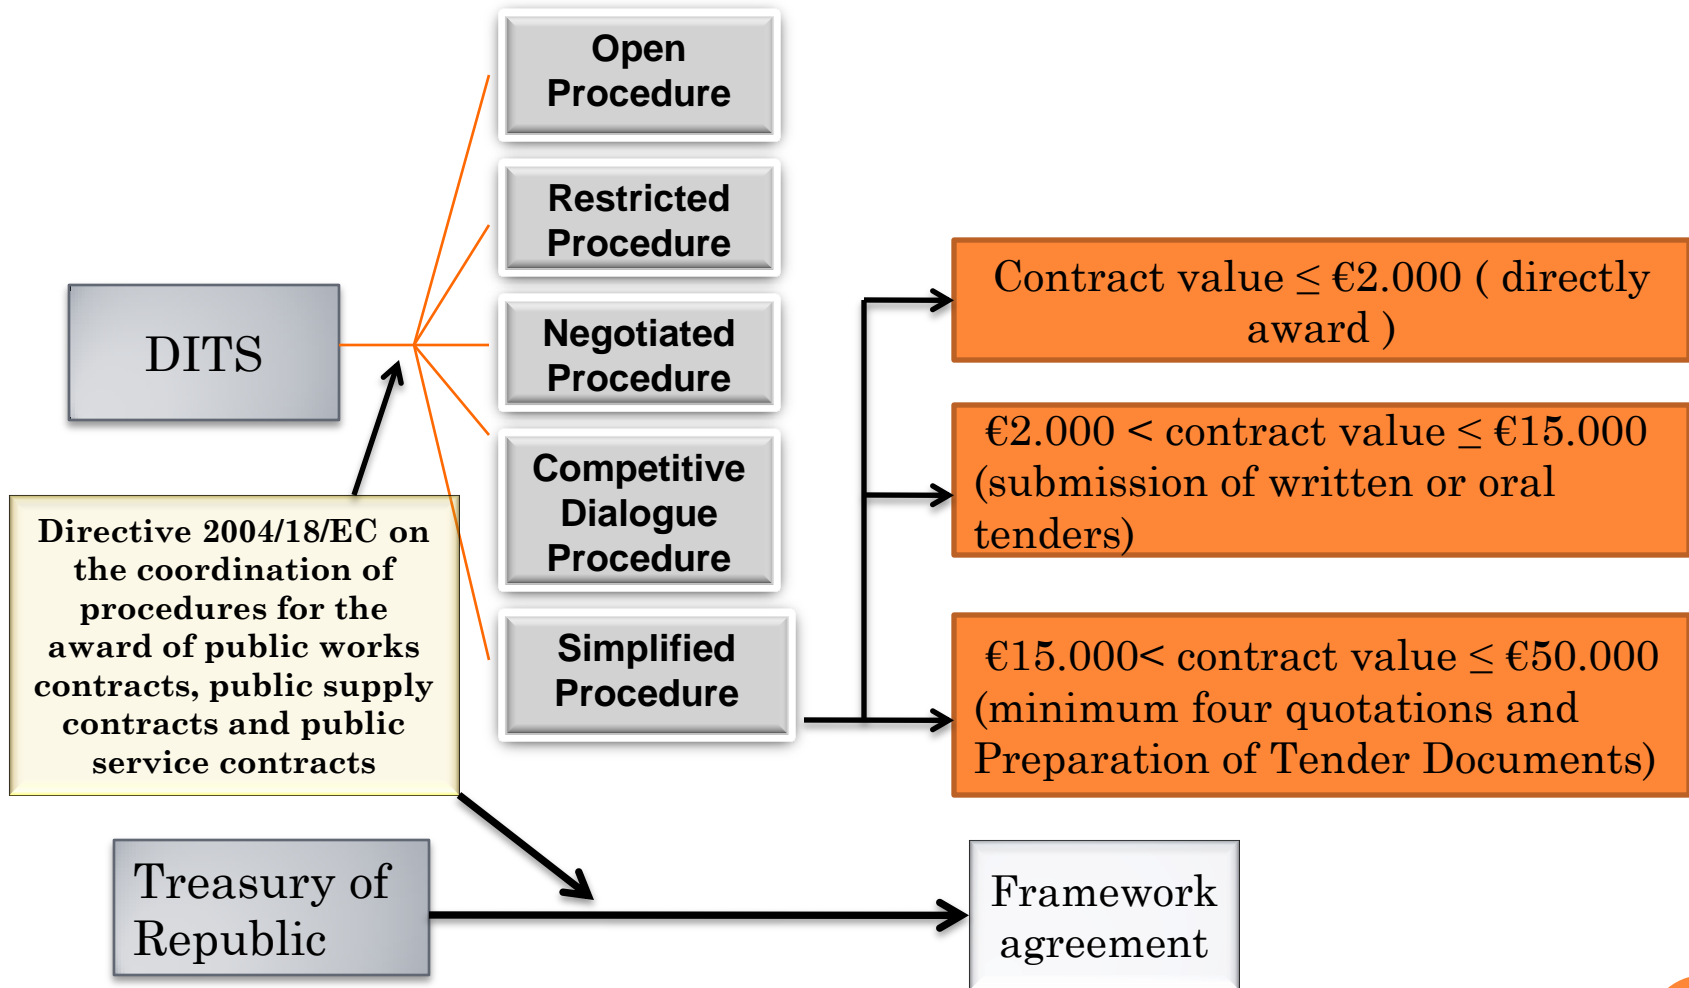 Open
Procedure
Restricted
Procedure
Negotiated
Procedure
Competitive
Dialogue
Procedure
Simplified
Procedure
DITS
Directive 2004/18/EC on
the coordination of
procedures for the
award of public works
contracts, public supply
contracts and public
service contracts
Contract value ≤ €2.000 ( directly
award )
€2.000 < contract value ≤ €15.000
(submission of written or oral
tenders)
€15.000< contract value ≤ €50.000
(minimum four quotations and
Preparation of Tender Documents)
Treasury of
Republic
Framework
agreement